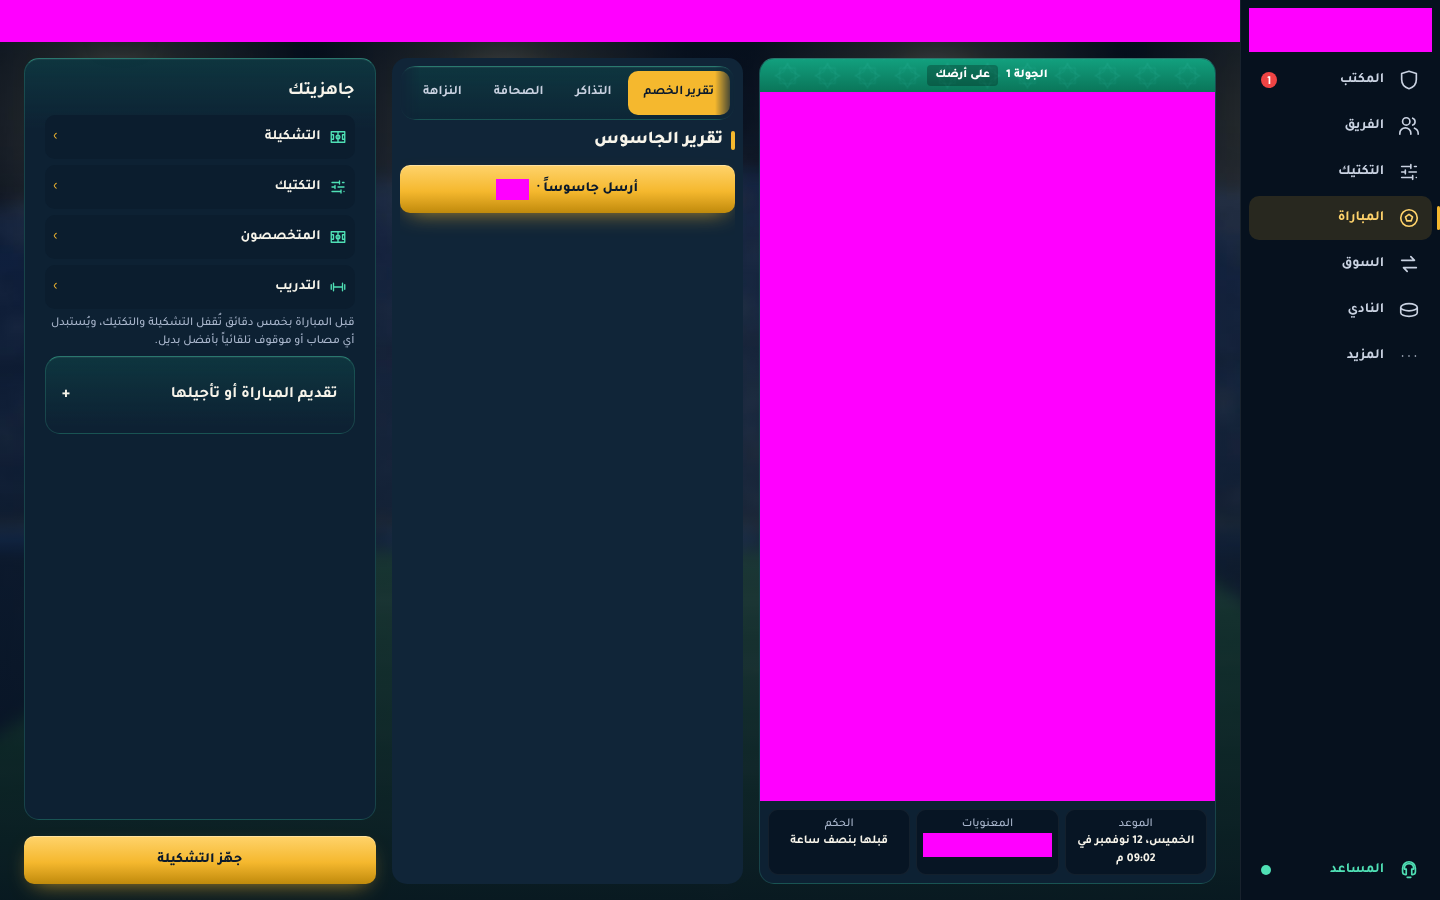 المكتب
1
الفريق
التكتيك
المباراة
السوق
النادي
المزيد
المساعد
الجولة 1
على أرضك
الموعد
الخميس، 12 نوفمبر في
09:02 م
المعنويات
الحكم
قبلها بنصف ساعة
تقرير الخصم
التذاكر
الصحافة
النزاهة
تقرير الجاسوس
أرسل جاسوساً ·
جاهزيتك
التشكيلة
التكتيك
المتخصصون
التدريب
قبل المباراة بخمس دقائق تُقفل التشكيلة والتكتيك، ويُستبدل
أي مصاب أو موقوف تلقائياً بأفضل بديل.
تقديم المباراة أو تأجيلها
+
جهّز التشكيلة